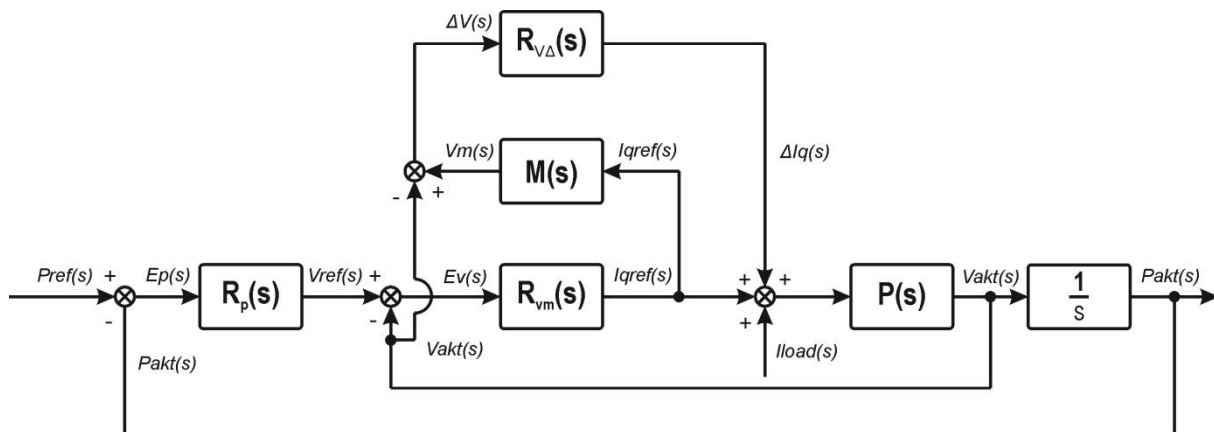 ΔV(s)
R_VΔ(s)
Vm(s)
M(s)
Iqref(s)
ΔIq(s)
- +
Pref(s) +
Ep(s)
R_p(s)
Vref(s) +
Ev(s)
R_vm(s)
Iqref(s)
+ +
P(s)
Vakt(s)
1
S
Pakt(s)
-
-
+
Pakt(s)
Vakt(s)
Iload(s)